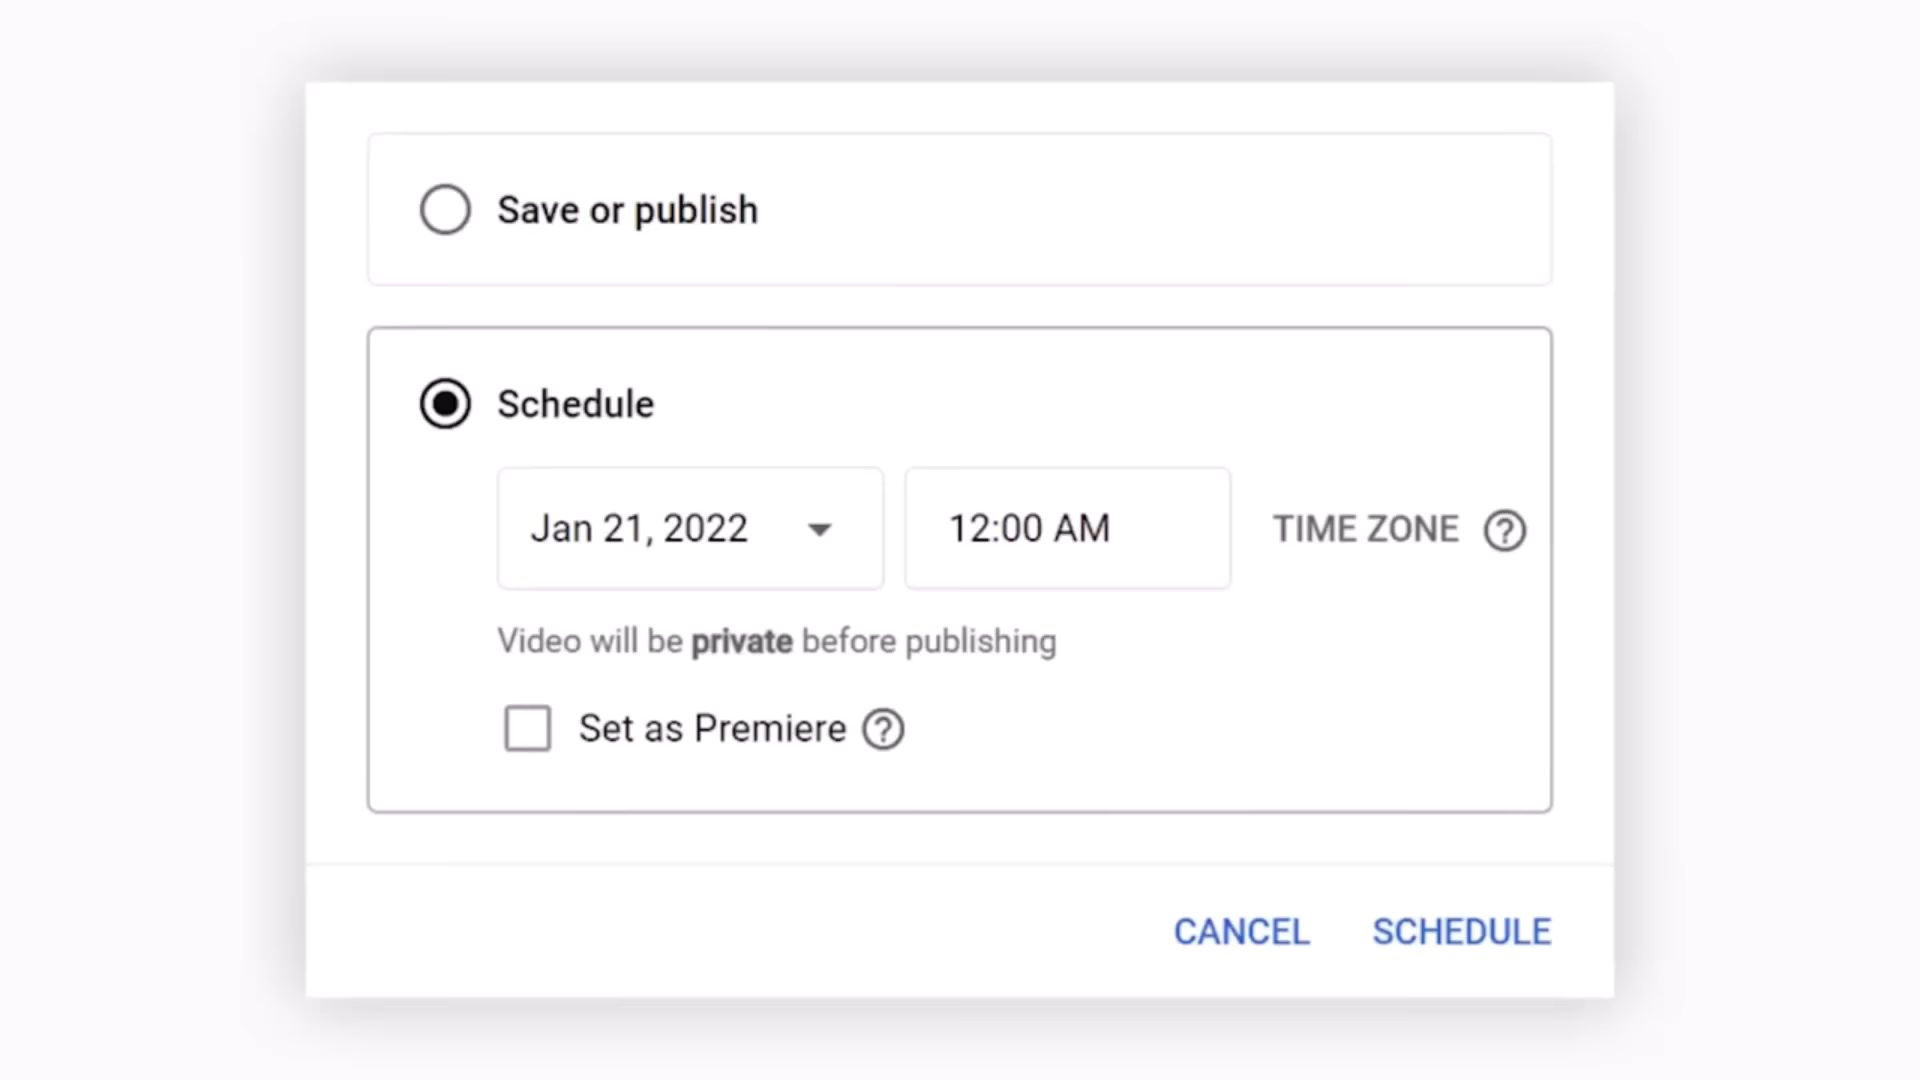 Save or publish
Schedule
Jan 21, 2022 12:00 AM TIME ZONE
Video will be private before publishing
Set as Premiere
CANCEL SCHEDULE